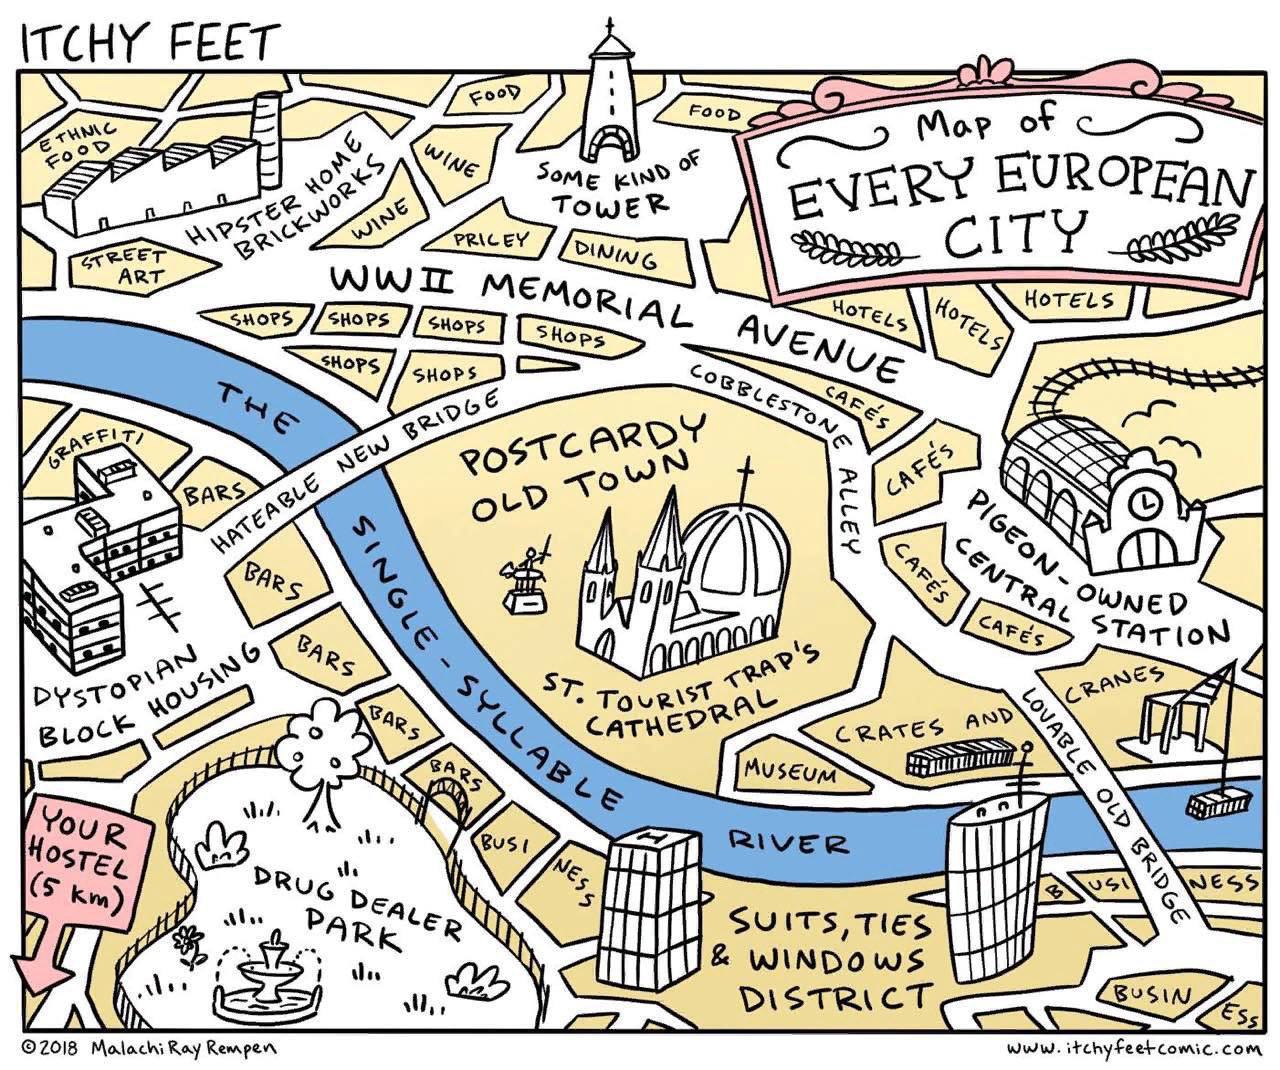 ITCHY FEET
Map of
EVERY EUROPEAN
CITY
FOOD
FOOD
ETHNIC
FOOD
WINE
SOME KIND OF
TOWER
HIPSTER HOME
BRICKWORKS
WINE
PRICEY
DINING
STREET
ART
WWII MEMORIAL AVENUE
HOTELS
HOTELS
HOTELS
SHOPS
SHOPS
SHOPS
SHOPS
SHOPS
SHOPS
COBBLESTONE ALLEY
CAFÉS
CAFÉS
CAFÉS
CAFÉS
THE
SINGLE-SYLLABLE
RIVER
HATEABLE NEW BRIDGE
POSTCARDY
OLD TOWN
GRAFFITI
BARS
BARS
BARS
BARS
BARS
PIGEON-OWNED
CENTRAL STATION
DYSTOPIAN
BLOCK HOUSING
ST. TOURIST TRAP'S
CATHEDRAL
CRANES
CRATES AND
LOVABLE OLD BRIDGE
MUSEUM
YOUR
HOSTEL
(5 km)
DRUG DEALER
PARK
BUSI
NESS
H
SUITS, TIES
& WINDOWS
DISTRICT
B
USI
NESS
BUSIN
ESS
©2018 Malachi Ray Rempen
www.itchyfeetcomic.com